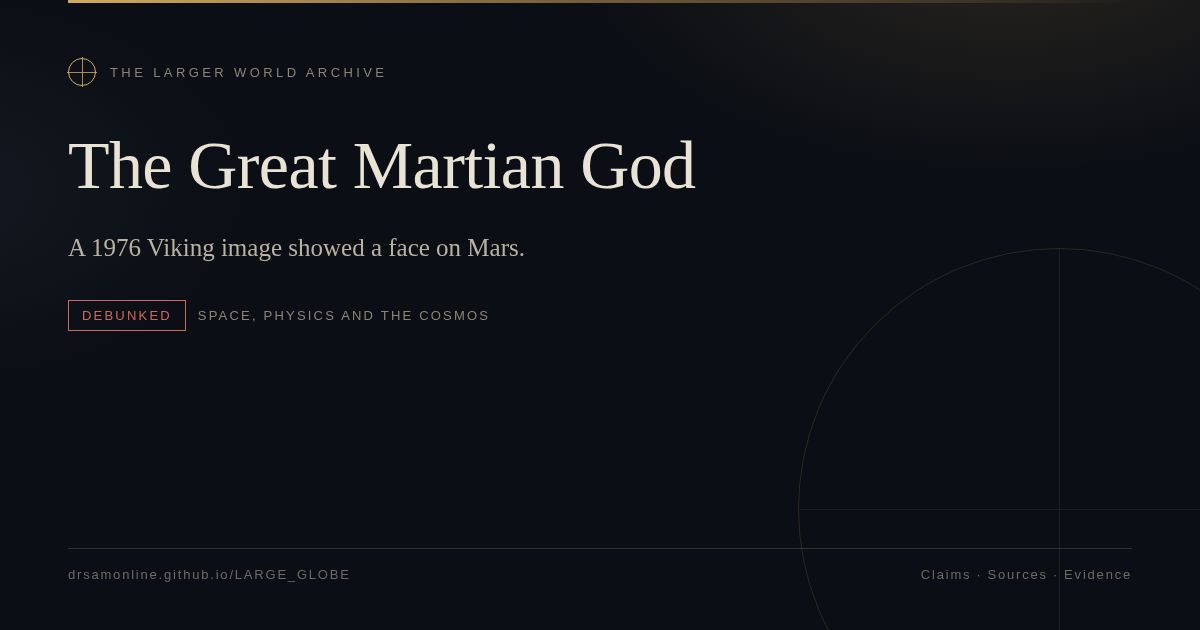 THE LARGER WORLD ARCHIVE
The Great Martian God
A 1976 Viking image showed a face on Mars.
DEBUNKED SPACE, PHYSICS AND THE COSMOS
drsamonline.github.io/LARGE_GLOBE
Claims · Sources · Evidence